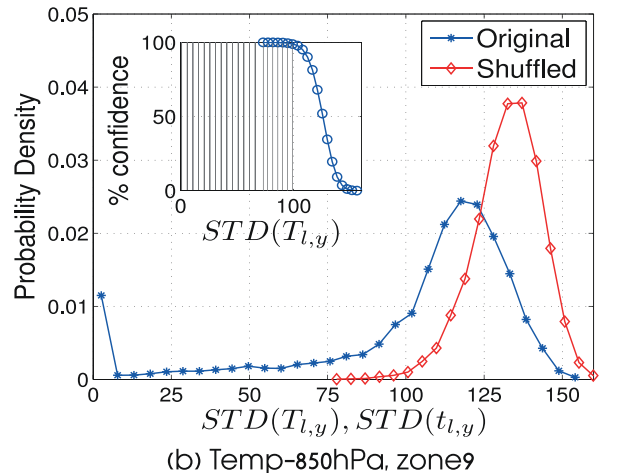 0.05
0.04
0.03
0.02
0.01
0
Probability Density
100
50
0
% confidence
0 100
STD(T_{l,y})
Original
Shuffled
0 25 50 75 100 125 150
STD(T_{l,y}), STD(t_{l,y})
(b) Temp-850hPa, zone9